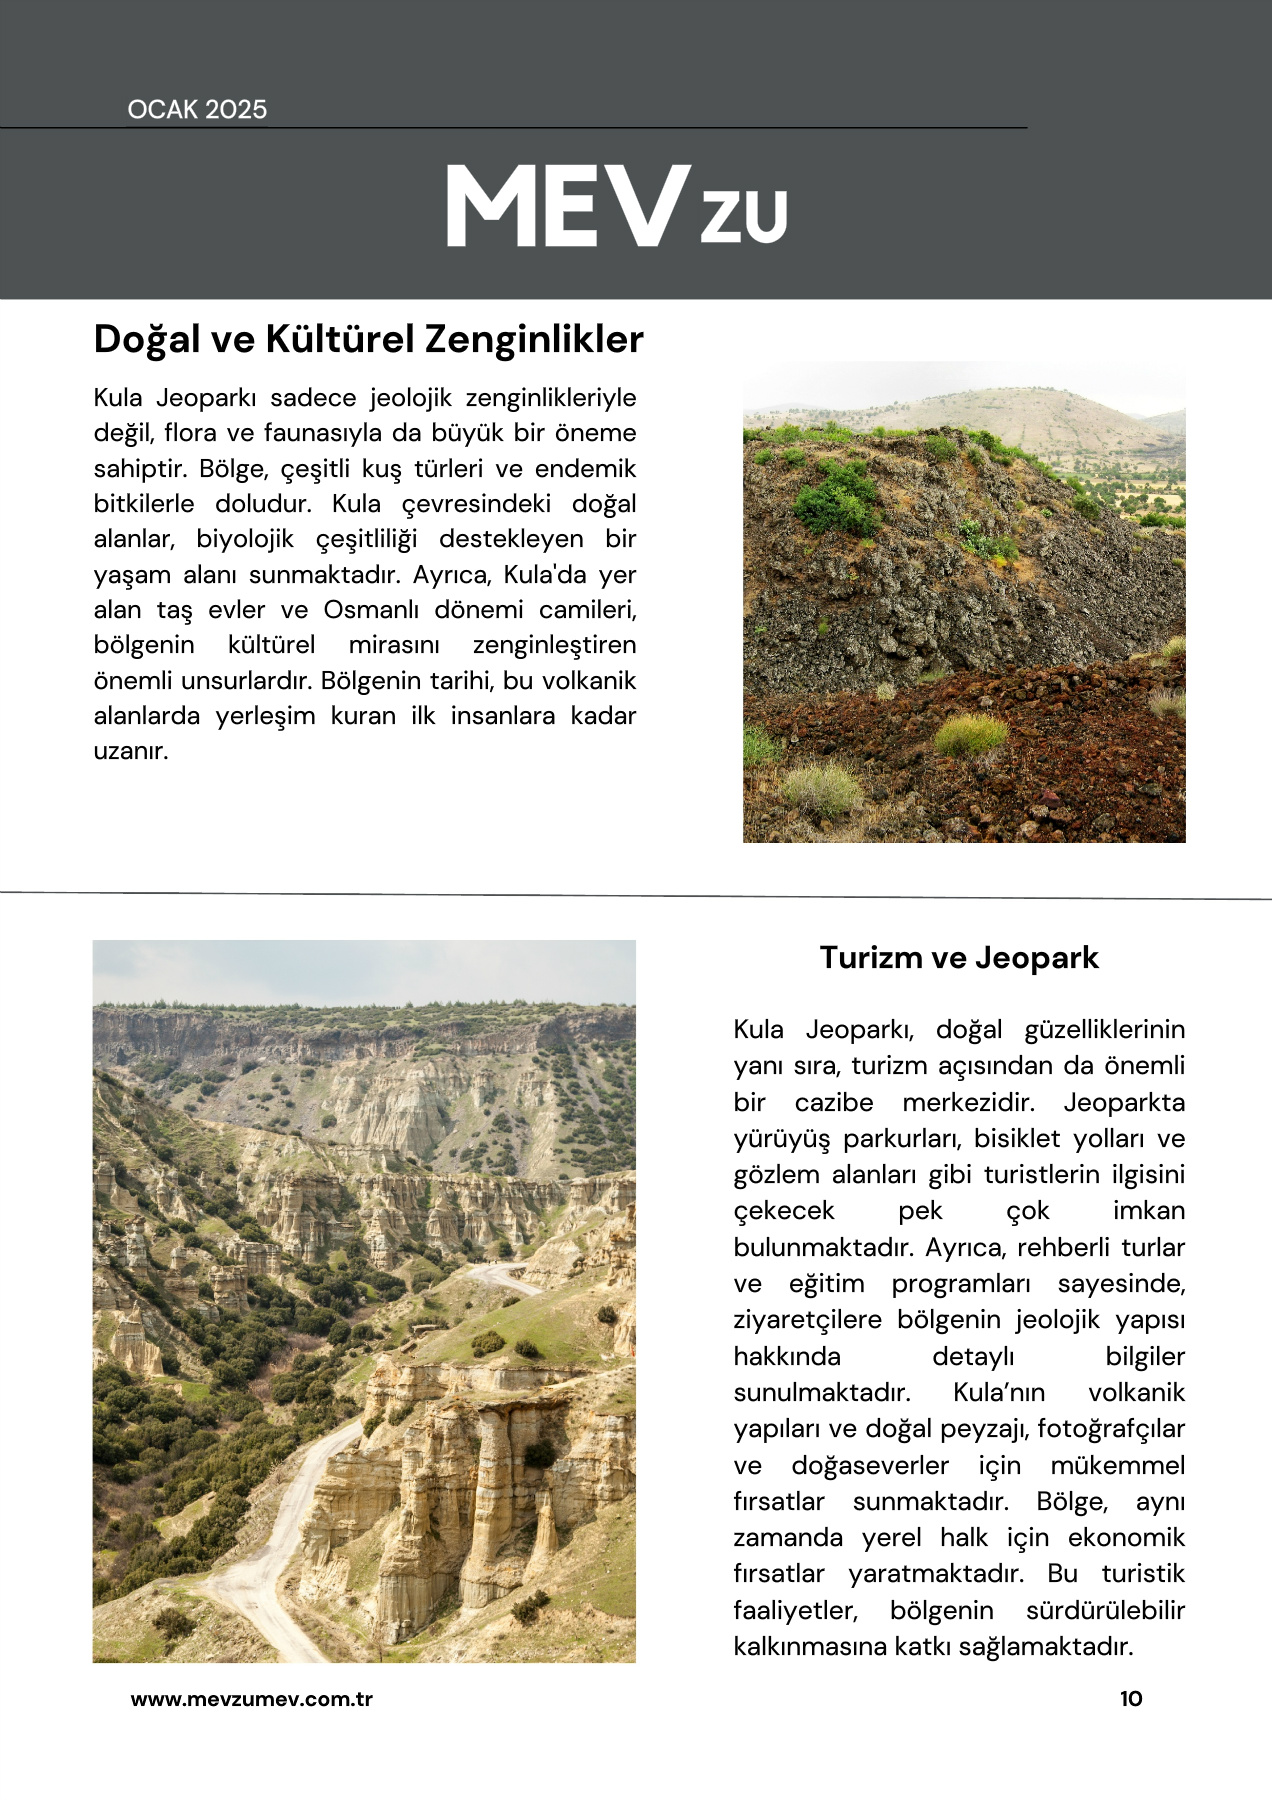 OCAK 2025
MEVzu
Doğal ve Kültürel Zenginlikler
Kula Jeoparkı sadece jeolojik zenginlikleriyle
değil, flora ve faunasıyla da büyük bir öneme
sahiptir. Bölge, çeşitli kuş türleri ve endemik
bitkilerle doludur. Kula çevresindeki doğal
alanlar, biyolojik çeşitliliği destekleyen bir
yaşam alanı sunmaktadır. Ayrıca, Kula'da yer
alan taş evler ve Osmanlı dönemi camileri,
bölgenin kültürel mirasını zenginleştiren
önemli unsurlardır. Bölgenin tarihi, bu volkanik
alanlarda yerleşim kuran ilk insanlara kadar
uzanır.
Turizm ve Jeopark
Kula Jeoparkı, doğal güzelliklerinin
yanı sıra, turizm açısından da önemli
bir cazibe merkezidir. Jeoparkta
yürüyüş parkurları, bisiklet yolları ve
gözlem alanları gibi turistlerin ilgisini
çekecek pek çok imkan
bulunmaktadır. Ayrıca, rehberli turlar
ve eğitim programları sayesinde,
ziyaretçilere bölgenin jeolojik yapısı
hakkında detaylı bilgiler
sunulmaktadır. Kula’nın volkanik
yapıları ve doğal peyzajı, fotoğrafçılar
ve doğaseverler için mükemmel
fırsatlar sunmaktadır. Bölge, aynı
zamanda yerel halk için ekonomik
fırsatlar yaratmaktadır. Bu turistik
faaliyetler, bölgenin sürdürülebilir
kalkınmasına katkı sağlamaktadır.
www.mevzumev.com.tr
10